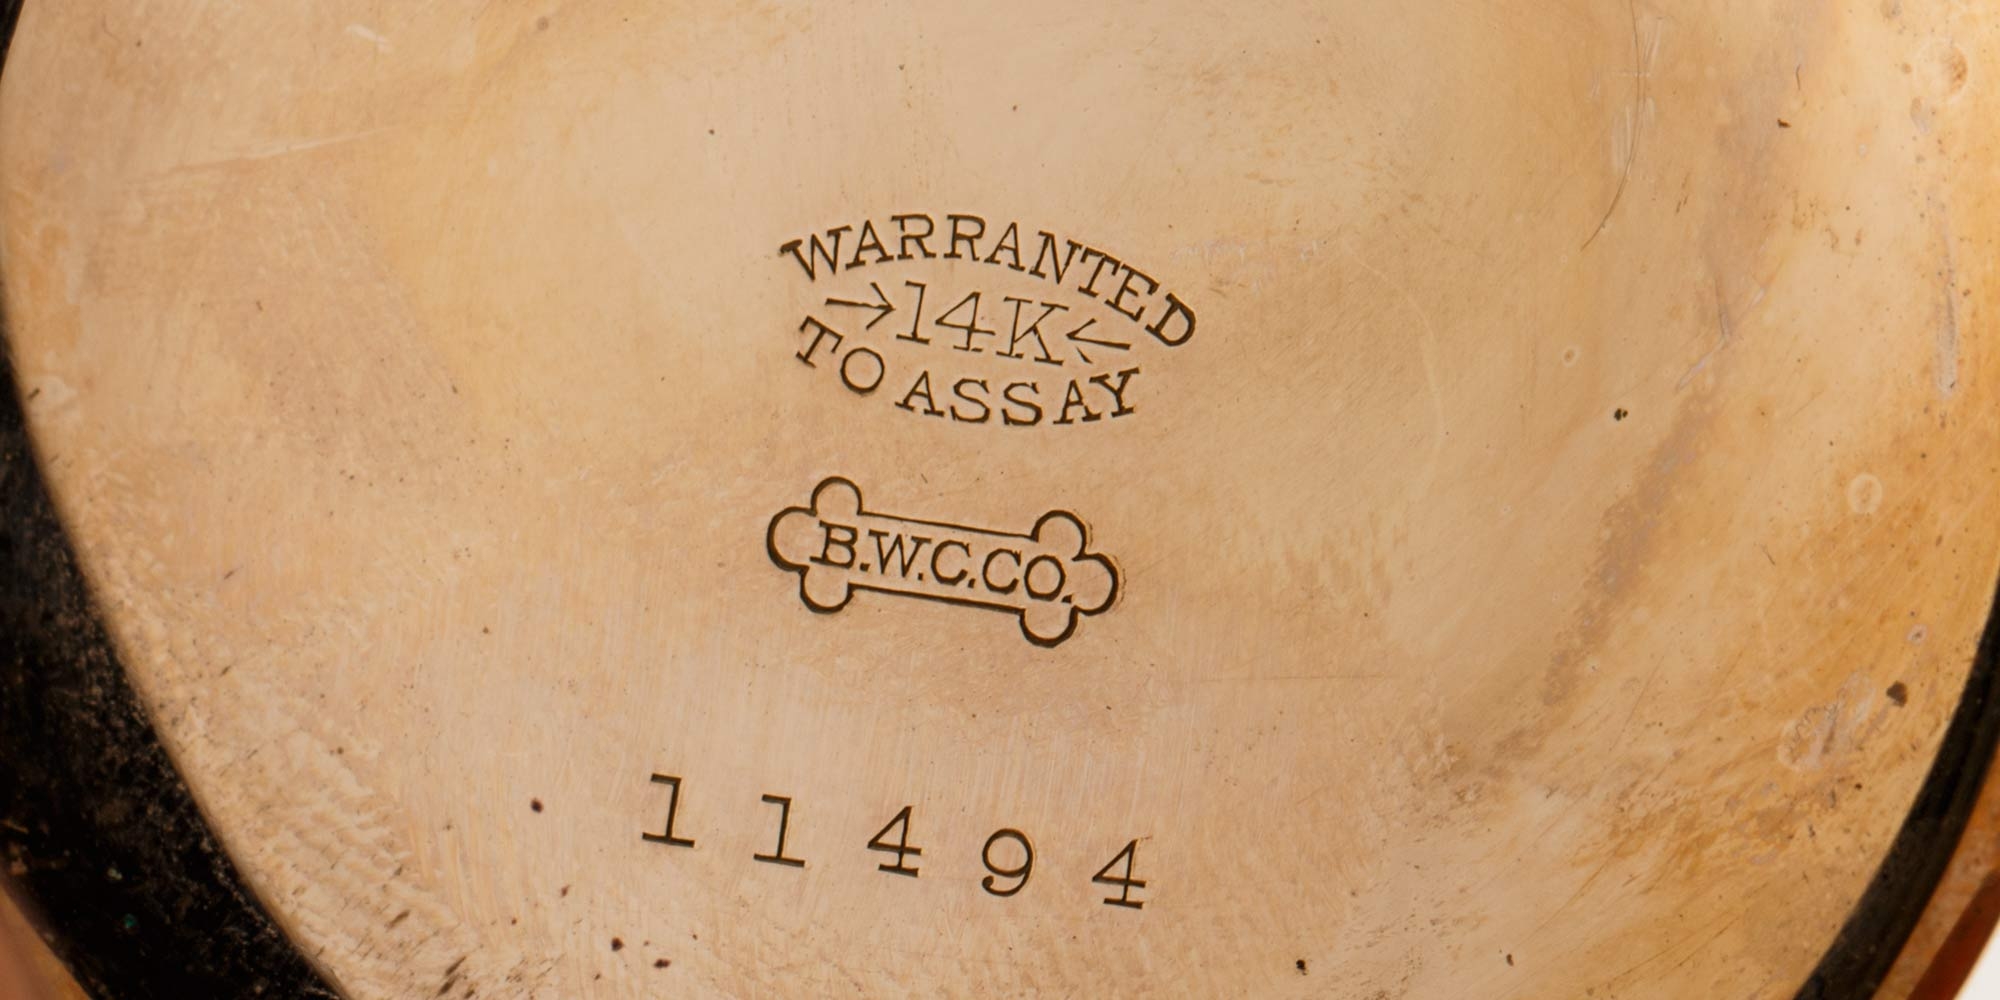 WARRANTED
→14K←
TO ASSAY
B.W.C.CO.
11494